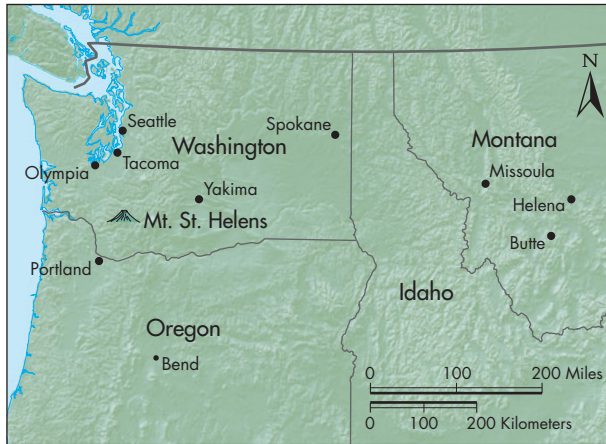 N
Seattle
Washington
Spokane
Montana
Tacoma
Missoula
Olympia
Yakima
Helena
Mt. St. Helens
Butte
Portland
Idaho
Oregon
Bend
0 100 200 Miles
0 100 200 Kilometers